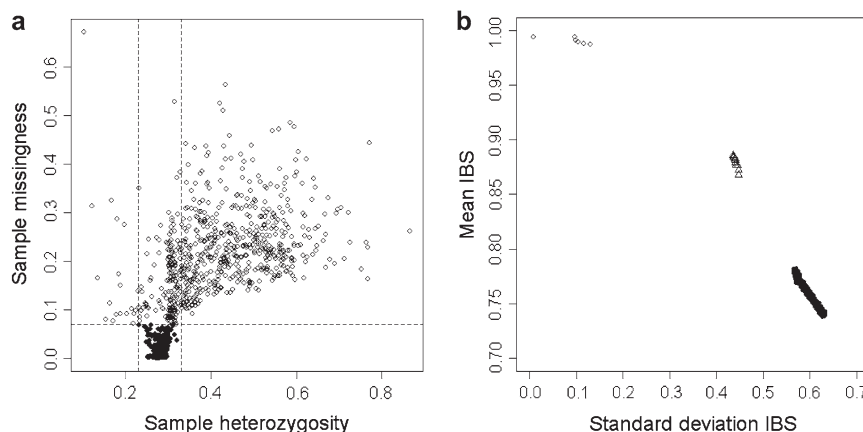 a
Sample missingness
0.6
0.5
0.4
0.3
0.2
0.1
0.0
0.2 0.4 0.6 0.8
Sample heterozygosity
b
Mean IBS
1.00
0.95
0.90
0.85
0.80
0.75
0.70
0.0 0.1 0.2 0.3 0.4 0.5 0.6 0.7
Standard deviation IBS